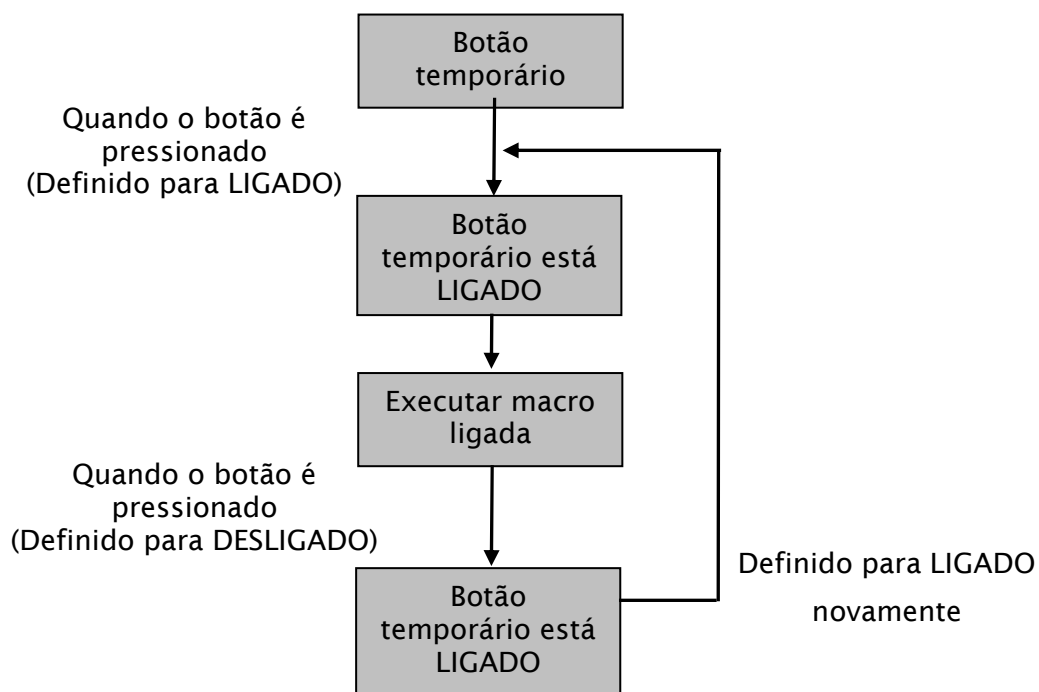 Botão
temporário
Quando o botão é
pressionado
(Definido para LIGADO)
Botão
temporário está
LIGADO
Executar macro
ligada
Quando o botão é
pressionado
(Definido para DESLIGADO)
Definido para LIGADO
novamente
Botão
temporário está
LIGADO